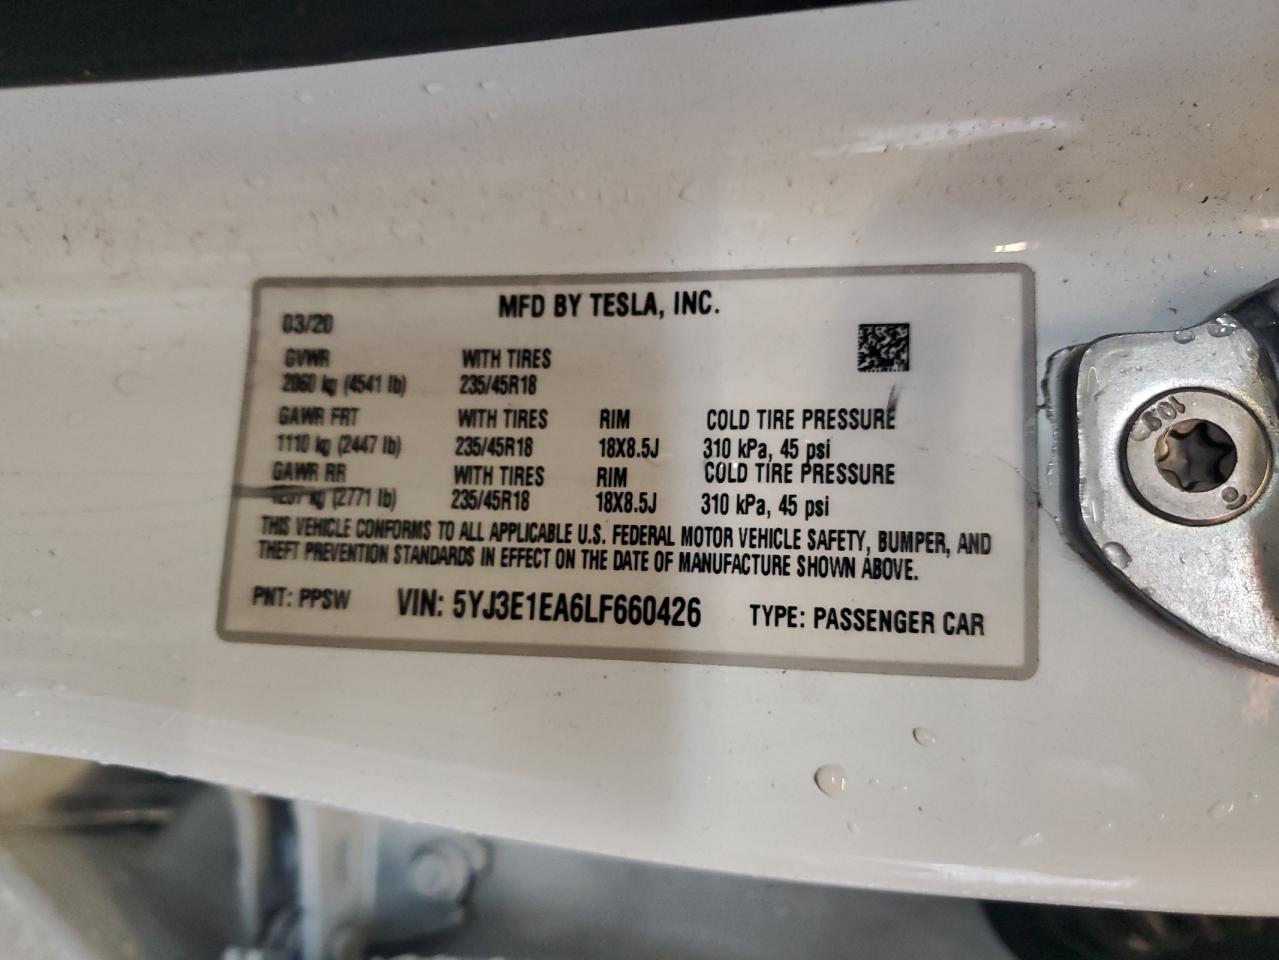 MFD BY TESLA, INC.
03/20
GVWR WITH TIRES
2060 kg (4541 lb) 235/45R18
GAWR FRT WITH TIRES RIM COLD TIRE PRESSURE
1110 kg (2447 lb) 235/45R18 18X8.5J 310 kPa, 45 psi
GAWR RR WITH TIRES RIM COLD TIRE PRESSURE
kg (2771 lb) 235/45R18 18X8.5J 310 kPa, 45 psi
THIS VEHICLE CONFORMS TO ALL APPLICABLE U.S. FEDERAL MOTOR VEHICLE SAFETY, BUMPER, AND
THEFT PREVENTION STANDARDS IN EFFECT ON THE DATE OF MANUFACTURE SHOWN ABOVE.
PNT: PPSW VIN: 5YJ3E1EA6LF660426 TYPE: PASSENGER CAR